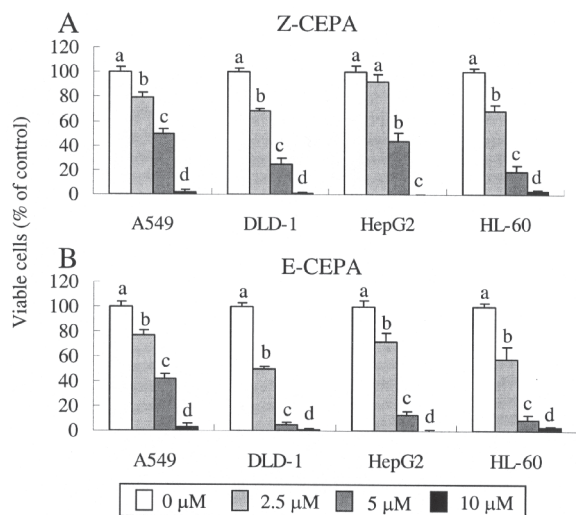 A
Z-CEPA
Viable cells (% of control)
120
100
80
60
40
20
0
a b c d
a b c d
a a b c
a b c d
A549 DLD-1 HepG2 HL-60
B
E-CEPA
120
100
80
60
40
20
0
a b c d
a b c d
a b c d
a b c d
A549 DLD-1 HepG2 HL-60
0 μM 2.5 μM 5 μM 10 μM